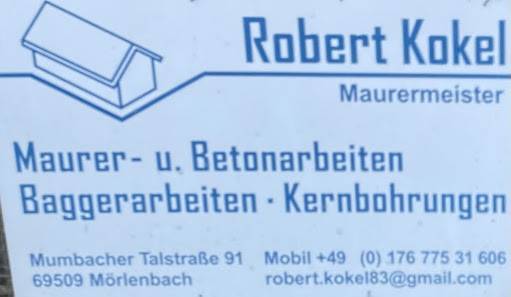 Robert Kokel
Maurermeister
Maurer- u. Betonarbeiten
Baggerarbeiten · Kernbohrungen
Mumbacher Talstraße 91 Mobil +49 (0) 176 775 31 606
69509 Mörlenbach robert.kokel83@gmail.com